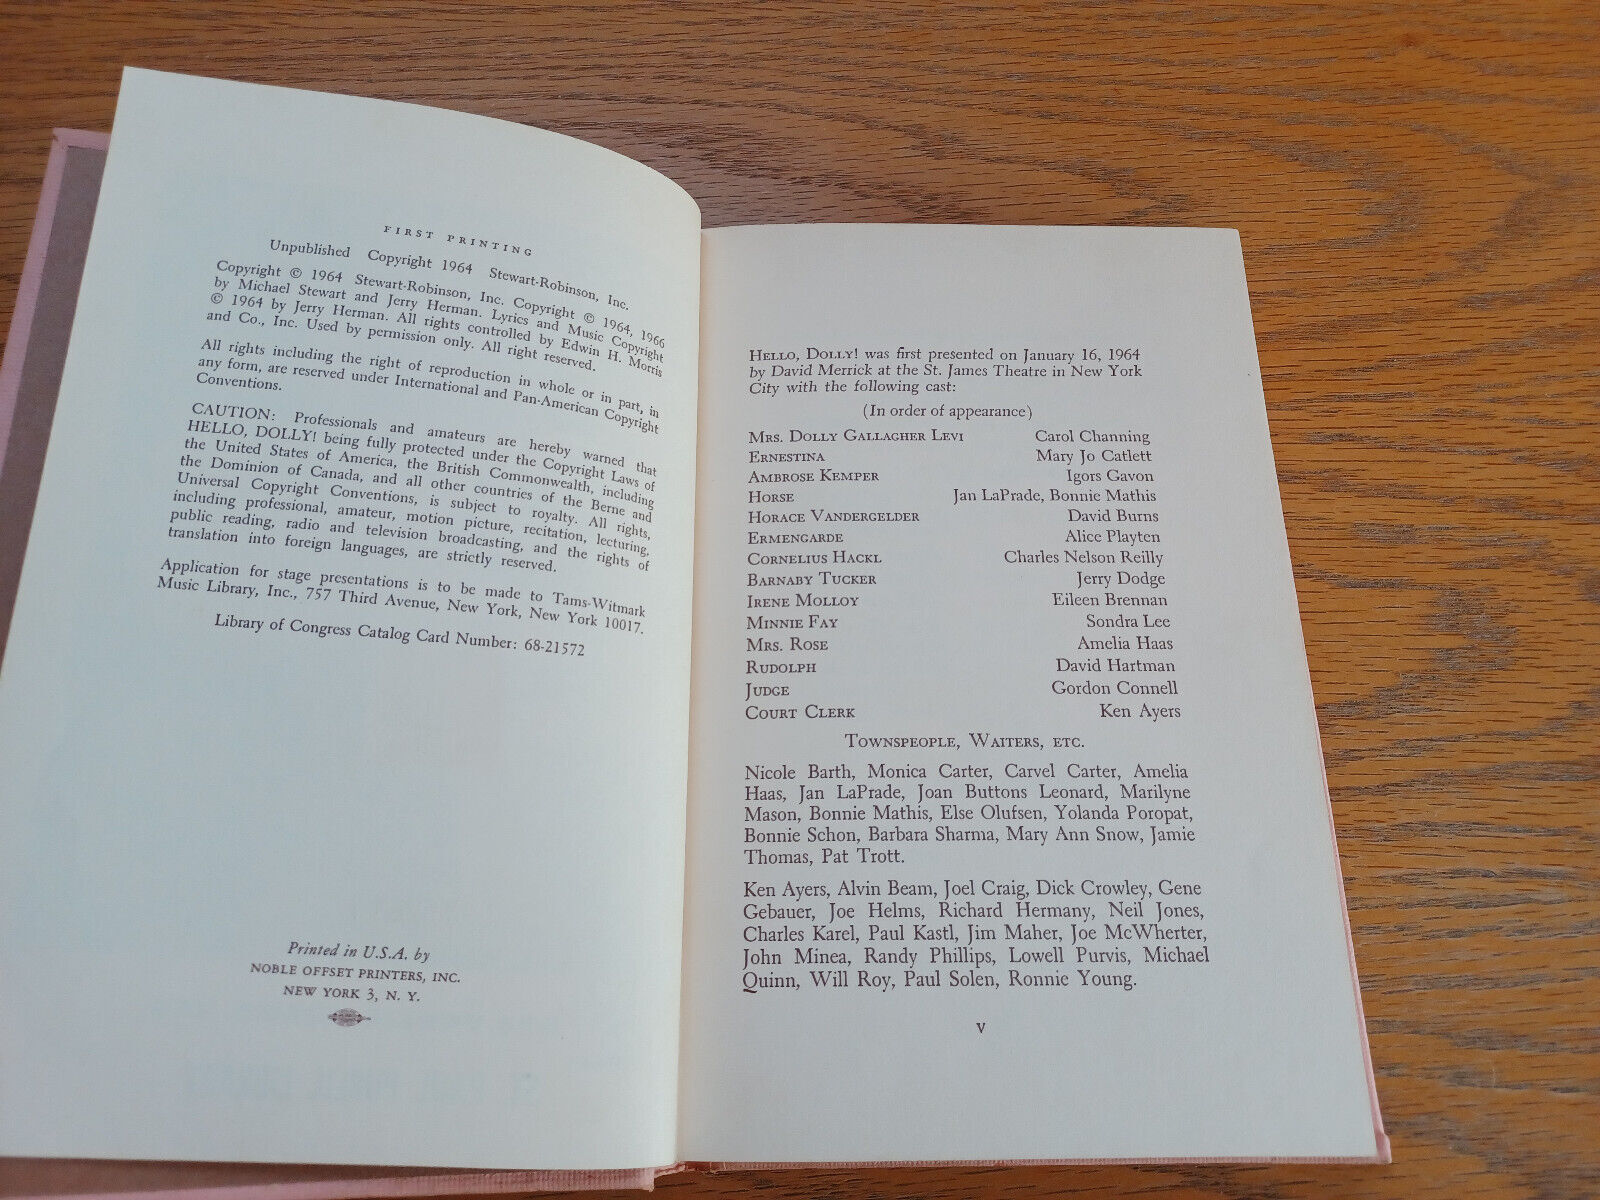 FIRST PRINTING
Unpublished Copyright 1964 Stewart-Robinson, Inc.
Copyright © 1964 Stewart-Robinson, Inc. Copyright © 1964, 1966
by Michael Stewart and Jerry Herman. Lyrics and Music Copyright
© 1964 by Jerry Herman. All rights controlled by Edwin H. Morris
and Co., Inc. Used by permission only. All right reserved.
All rights including the right of reproduction in whole or in part, in
any form, are reserved under International and Pan-American Copyright
Conventions.
CAUTION: Professionals and amateurs are hereby warned that
HELLO, DOLLY! being fully protected under the Copyright Laws of
the United States of America, the British Commonwealth, including
the Dominion of Canada, and all other countries of the Berne and
Universal Copyright Conventions, is subject to royalty. All rights,
including professional, amateur, motion picture, recitation, lecturing,
public reading, radio and television broadcasting, and the rights of
translation into foreign languages, are strictly reserved.
Application for stage presentations is to be made to Tams-Witmark
Music Library, Inc., 757 Third Avenue, New York, New York 10017.
Library of Congress Catalog Card Number: 68-21572
Printed in U.S.A. by
NOBLE OFFSET PRINTERS, INC.
NEW YORK 3, N. Y.
HELLO, DOLLY! was first presented on January 16, 1964
by David Merrick at the St. James Theatre in New York
City with the following cast:
(In order of appearance)
MRS. DOLLY GALLAGHER LEVI Carol Channing
ERNESTINA Mary Jo Catlett
AMBROSE KEMPER Igors Gavon
HORSE Jan LaPrade, Bonnie Mathis
HORACE VANDERGELDER David Burns
ERMENGARDE Alice Playten
CORNELIUS HACKL Charles Nelson Reilly
BARNABY TUCKER Jerry Dodge
IRENE MOLLOY Eileen Brennan
MINNIE FAY Sondra Lee
MRS. ROSE Amelia Haas
RUDOLPH David Hartman
JUDGE Gordon Connell
COURT CLERK Ken Ayers
TOWNSPEOPLE, WAITERS, ETC.
Nicole Barth, Monica Carter, Carvel Carter, Amelia
Haas, Jan LaPrade, Joan Buttons Leonard, Marilyne
Mason, Bonnie Mathis, Else Olufsen, Yolanda Poropat,
Bonnie Schon, Barbara Sharma, Mary Ann Snow, Jamie
Thomas, Pat Trott.
Ken Ayers, Alvin Beam, Joel Craig, Dick Crowley, Gene
Gebauer, Joe Helms, Richard Hermany, Neil Jones,
Charles Karel, Paul Kastl, Jim Maher, Joe McWherter,
John Minea, Randy Phillips, Lowell Purvis, Michael
Quinn, Will Roy, Paul Solen, Ronnie Young.
v